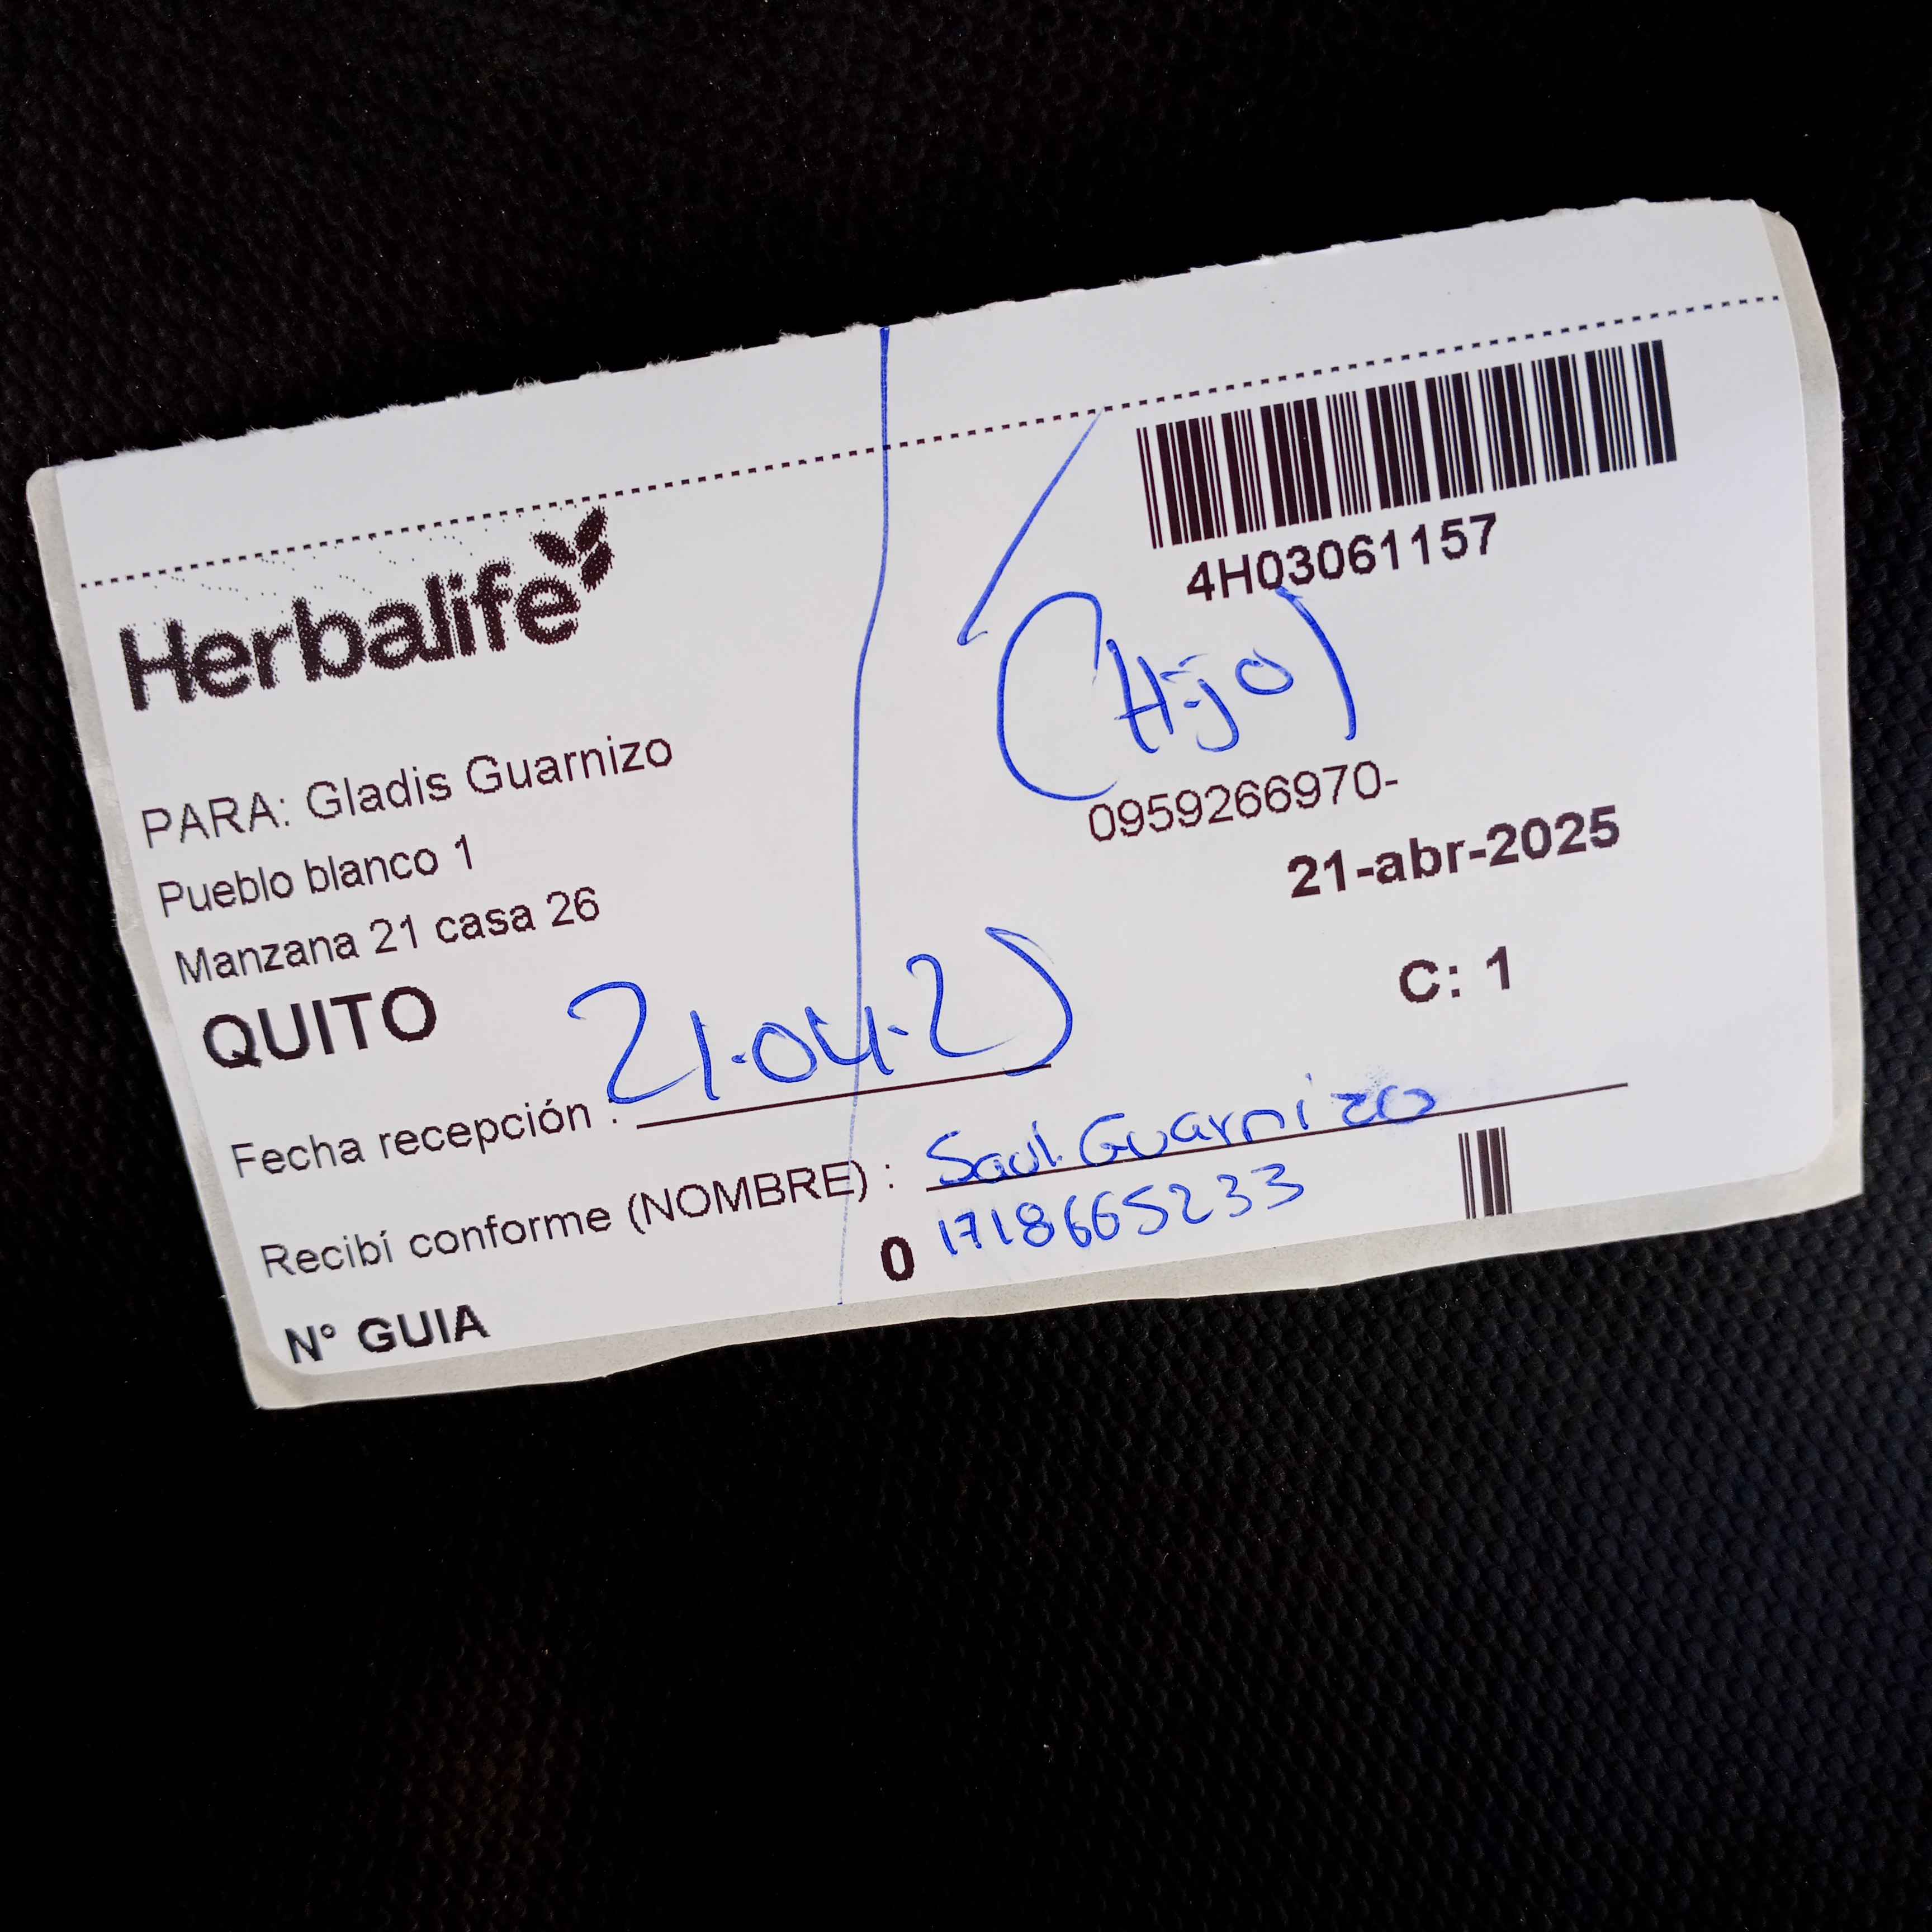 Herbalife
4H03061157
(Hijo)
PARA: Gladis Guarnizo
0959266970-
Pueblo blanco 1
21-abr-2025
Manzana 21 casa 26
C: 1
QUITO
Fecha recepción : 21.04.25
Recibí conforme (NOMBRE) : Saul Guarnizo
0 1718665233
N° GUIA